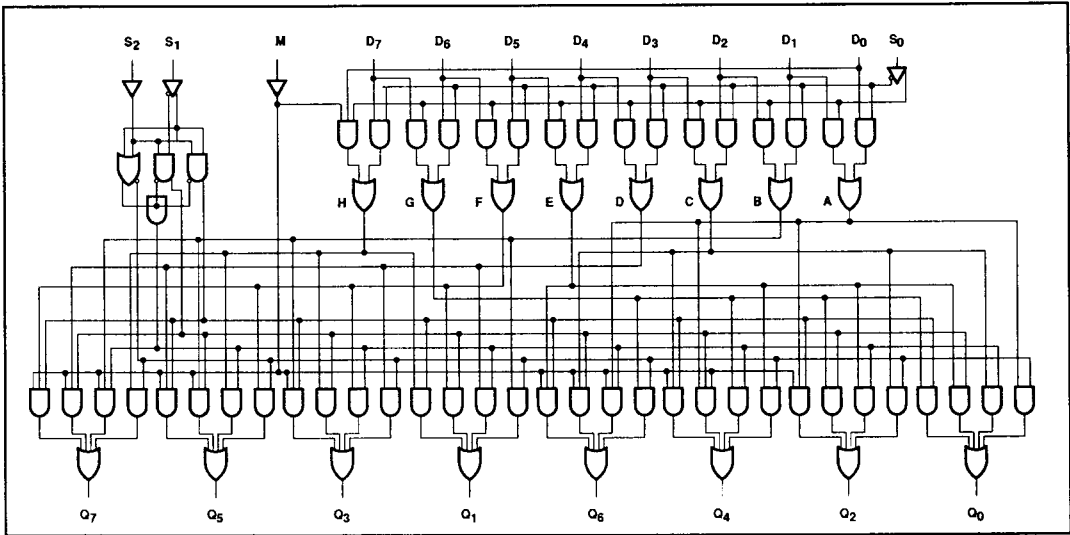 S2 S1 M D7 D6 D5 D4 D3 D2 D1 D0 S0
H G F E D C B A
Q7 Q5 Q3 Q1 Q6 Q4 Q2 Q0